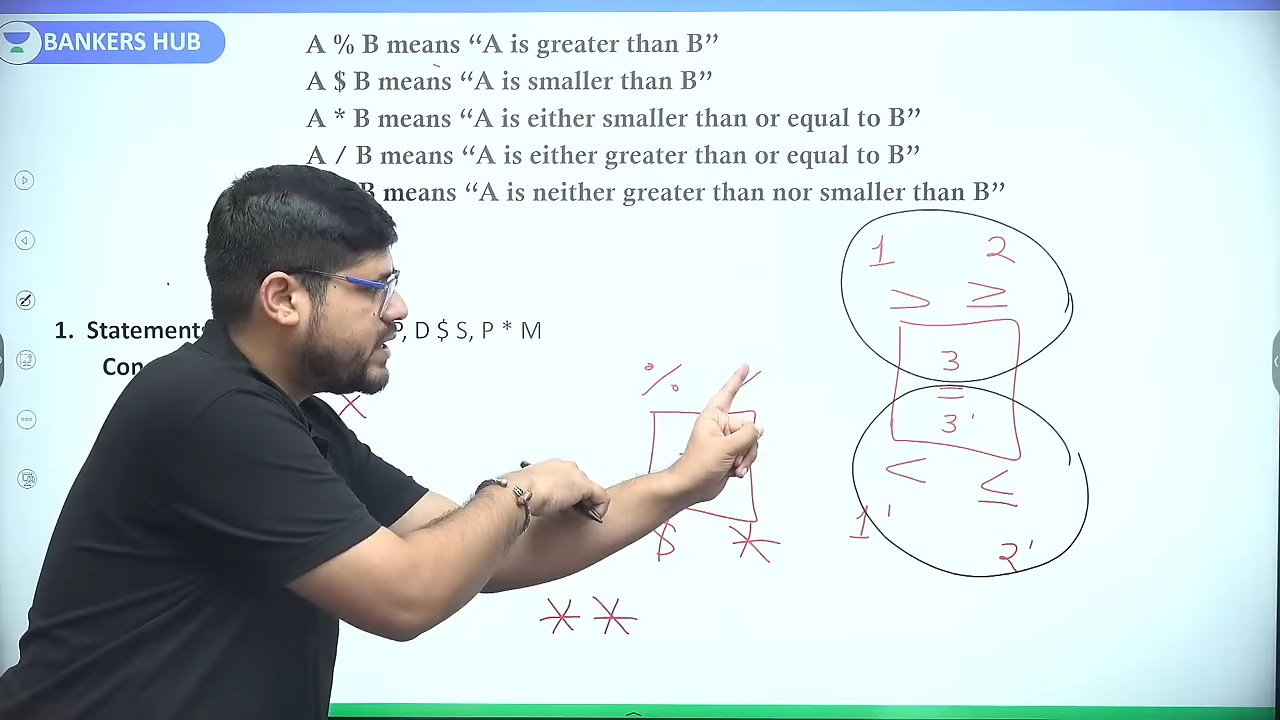 BANKERS HUB
A % B means “A is greater than B”
A $ B means “A is smaller than B”
A * B means “A is either smaller than or equal to B”
A / B means “A is either greater than or equal to B”
B means “A is neither greater than nor smaller than B”
1 2
> ≥
1. Statements , D $ S, P * M
3
=
Con
% /
×
3'
< ≤
1'
$ *
2'
* *